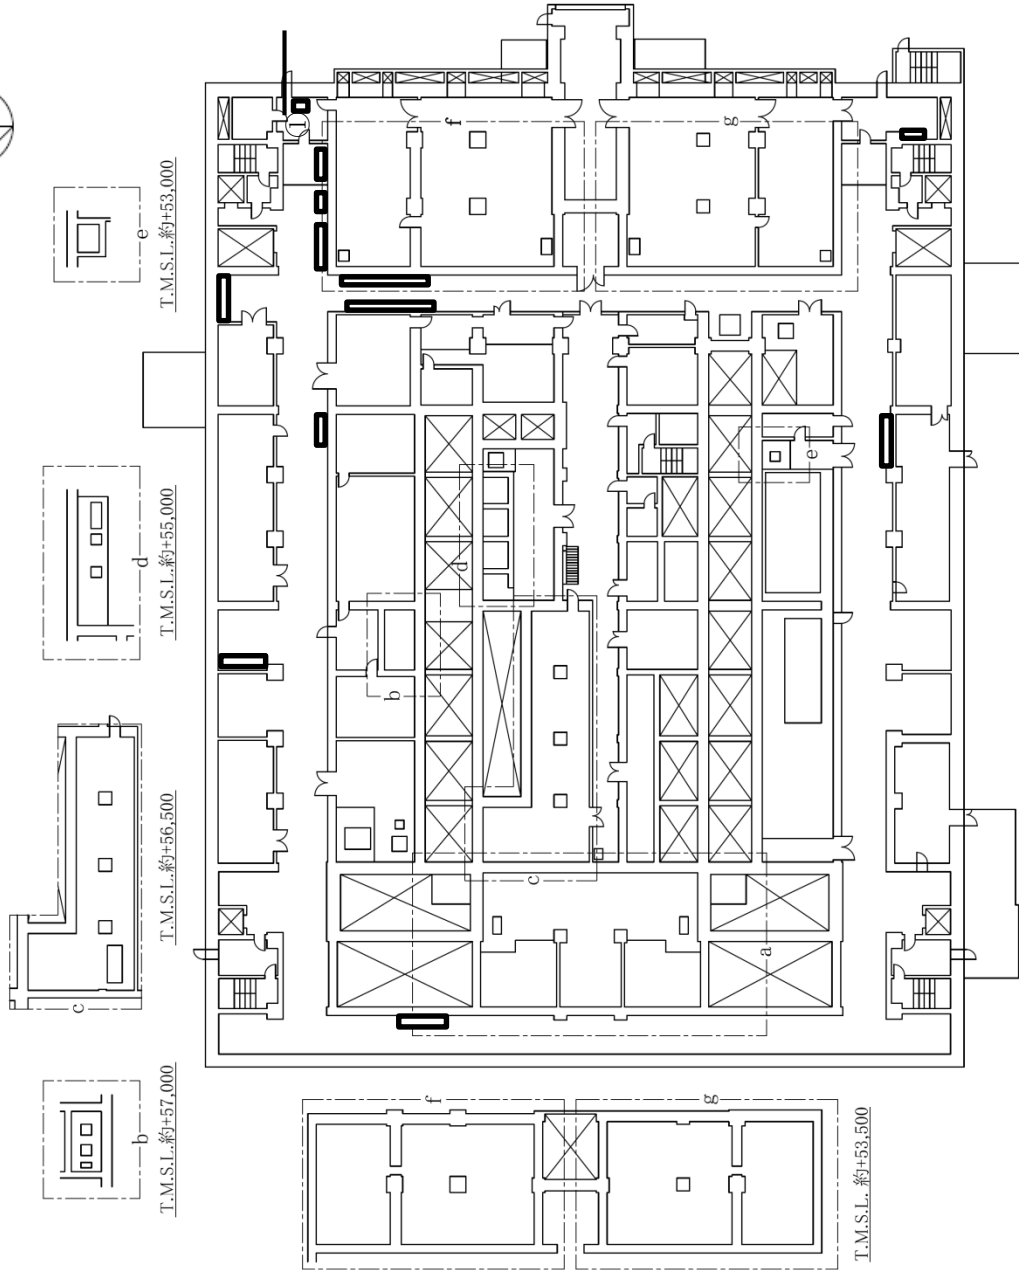 ①
f
g
e
T.M.S.L.約+53,000
d
T.M.S.L.約+55,000
e
d
b
c
T.M.S.L.約+56,500
c
a
b
T.M.S.L.約+57,000
f
g
T.M.S.L. 約+53,500